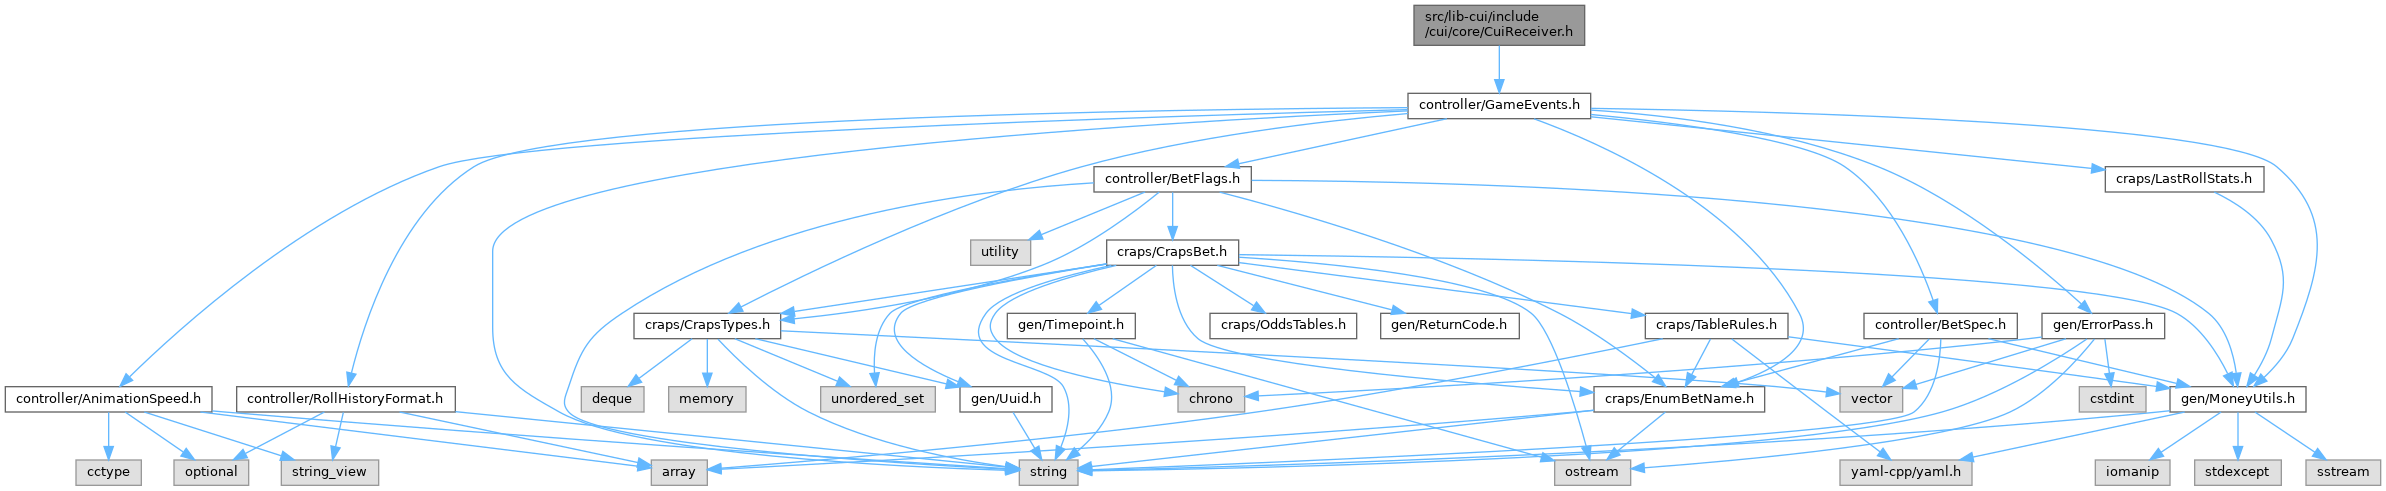 src/lib-cui/include
/cui/core/CuiReceiver.h
controller/GameEvents.h
controller/BetFlags.h
craps/LastRollStats.h
utility
craps/CrapsBet.h
craps/CrapsTypes.h
gen/Timepoint.h
craps/OddsTables.h
gen/ReturnCode.h
craps/TableRules.h
controller/BetSpec.h
gen/ErrorPass.h
controller/AnimationSpeed.h
controller/RollHistoryFormat.h
deque
memory
unordered_set
gen/Uuid.h
chrono
craps/EnumBetName.h
vector
cstdint
gen/MoneyUtils.h
cctype
optional
string_view
array
string
ostream
yaml-cpp/yaml.h
iomanip
stdexcept
sstream